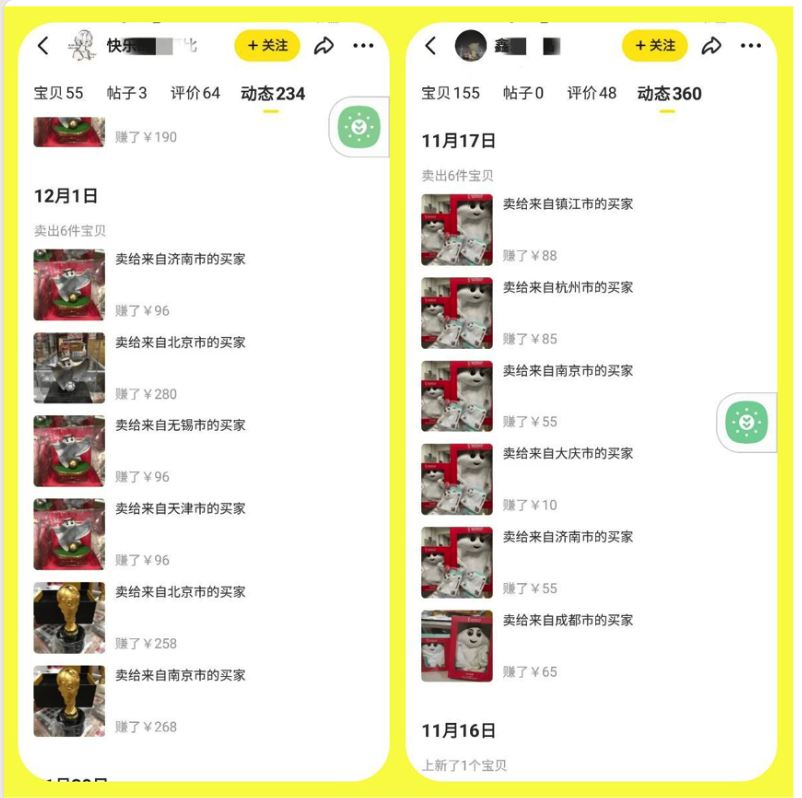 快乐
比
+ 关注
宝贝55 帖子3 评价64 动态234
赚了￥190
12月1日
卖出6件宝贝
卖给来自济南市的买家
赚了￥96
卖给来自北京市的买家
赚了￥280
卖给来自无锡市的买家
赚了￥96
卖给来自天津市的买家
赚了￥96
卖给来自北京市的买家
赚了￥258
卖给来自南京市的买家
赚了￥268
鑫
+ 关注
宝贝155 帖子0 评价48 动态360
11月17日
卖出6件宝贝
卖给来自镇江市的买家
赚了￥88
卖给来自杭州市的买家
赚了￥85
卖给来自南京市的买家
赚了￥55
卖给来自大庆市的买家
赚了￥10
卖给来自济南市的买家
赚了￥55
卖给来自成都市的买家
赚了￥65
11月16日
上新了1个宝贝